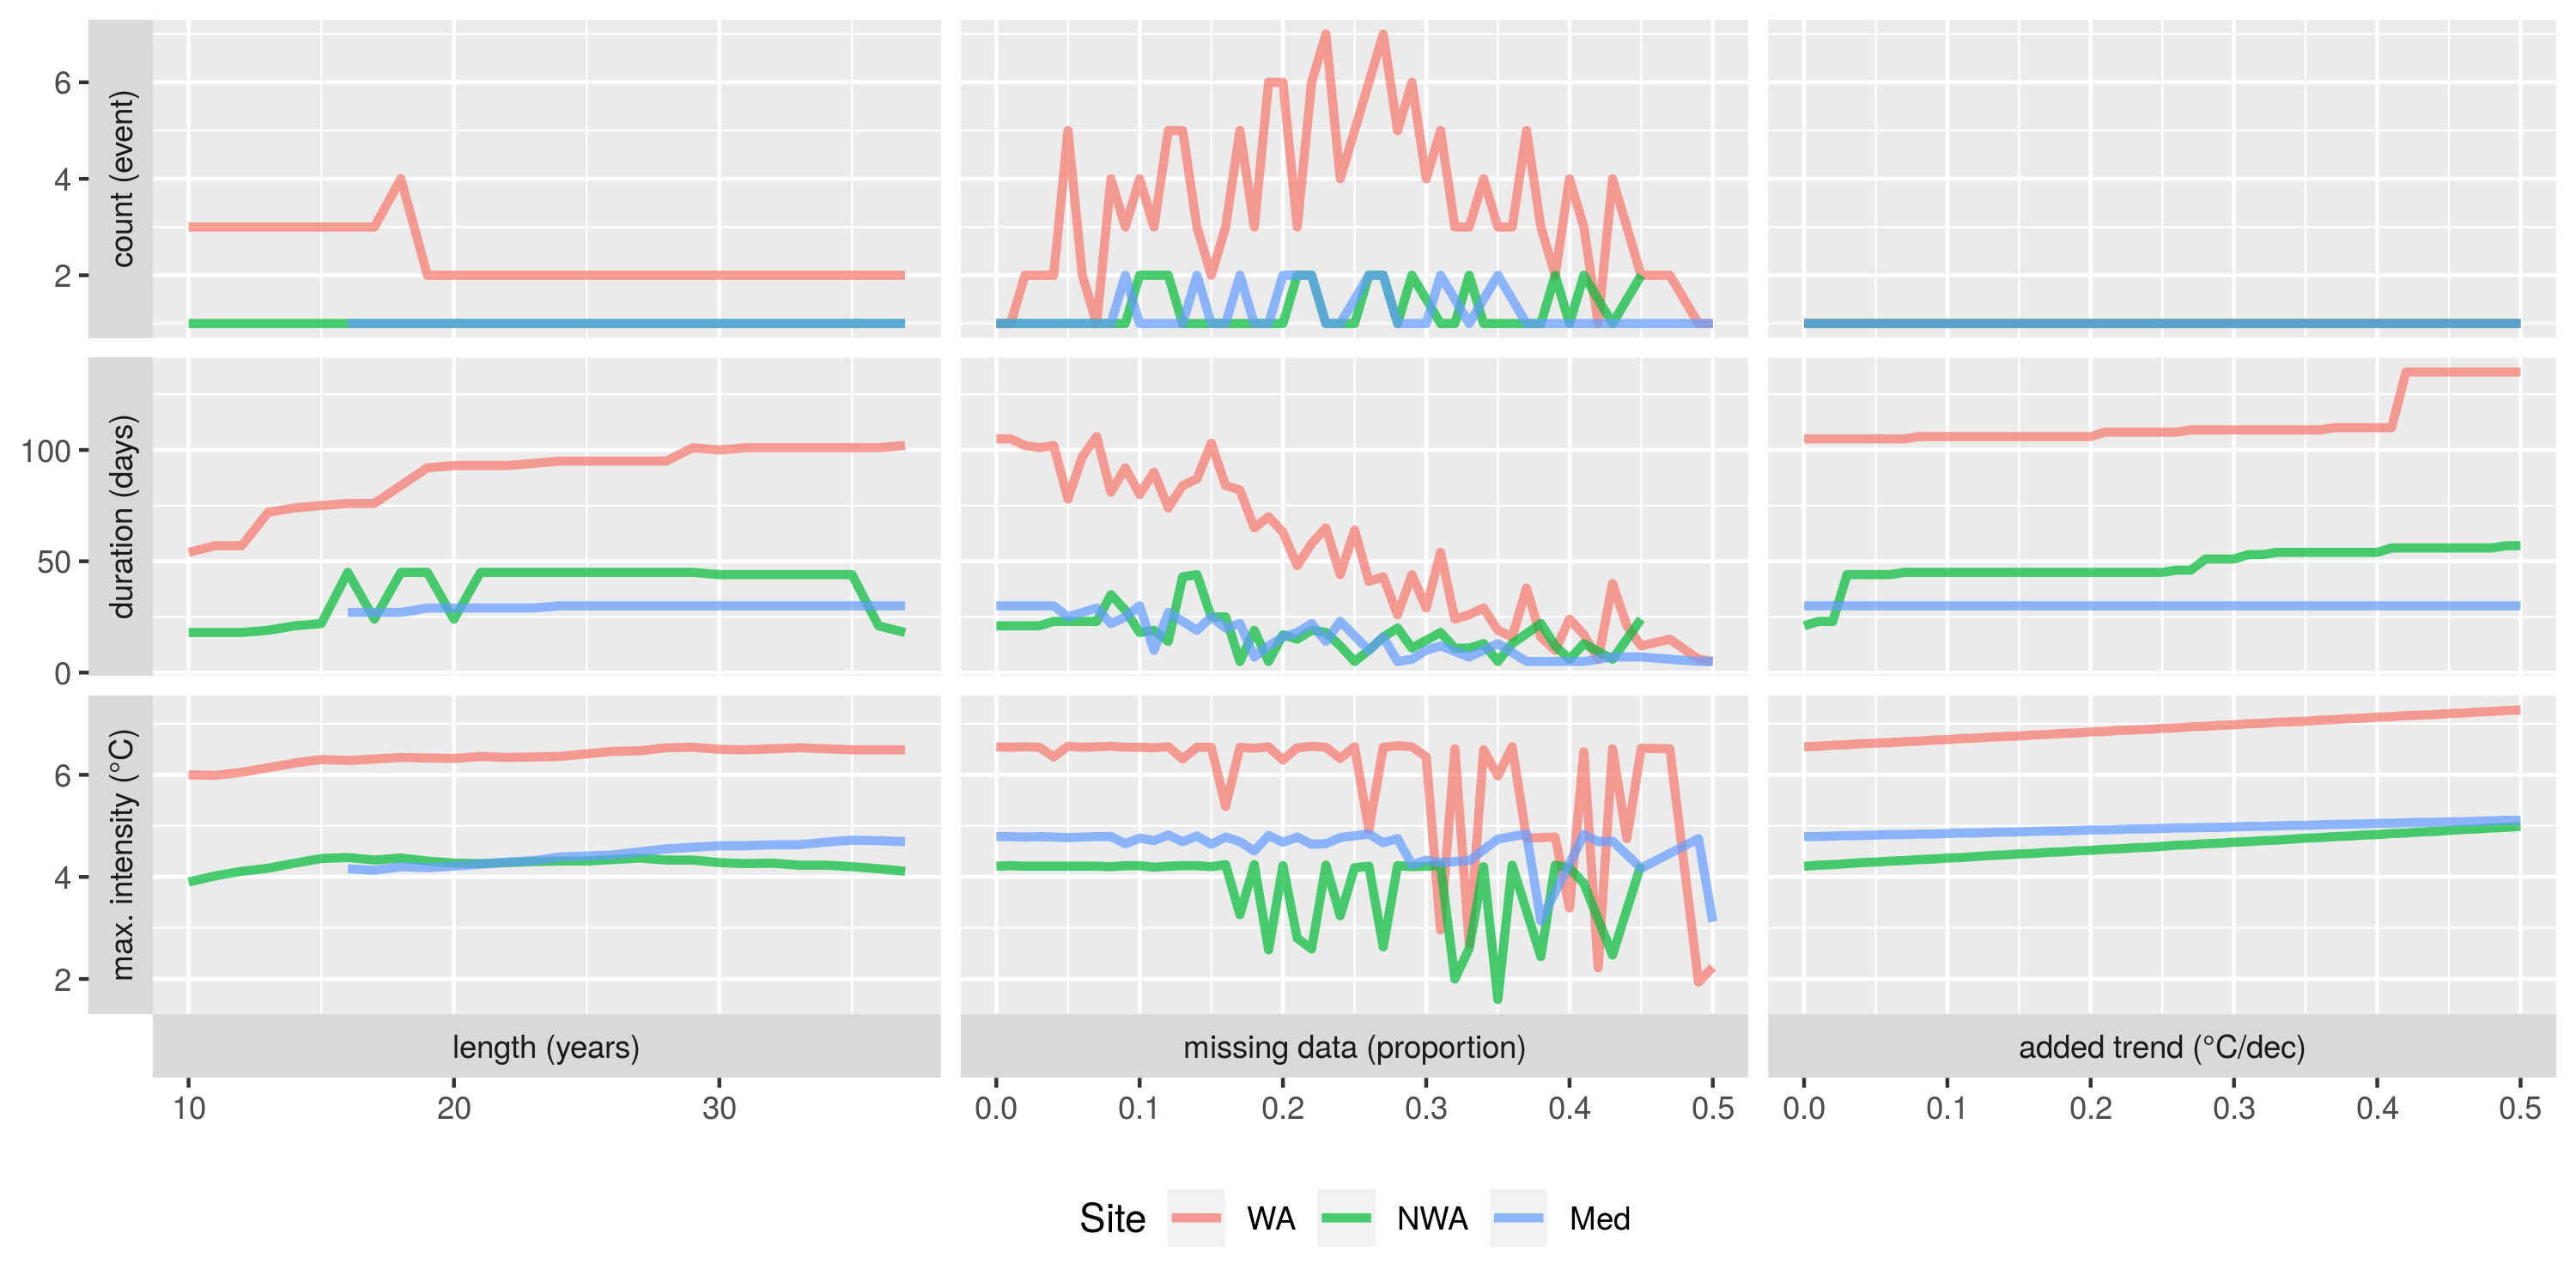 count (event)
6
4
2
duration (days)
100
50
0
max. intensity (°C)
6
4
2
length (years)
missing data (proportion)
added trend (°C/dec)
10 20 30
0.0 0.1 0.2 0.3 0.4 0.5
0.0 0.1 0.2 0.3 0.4 0.5
Site WA NWA Med